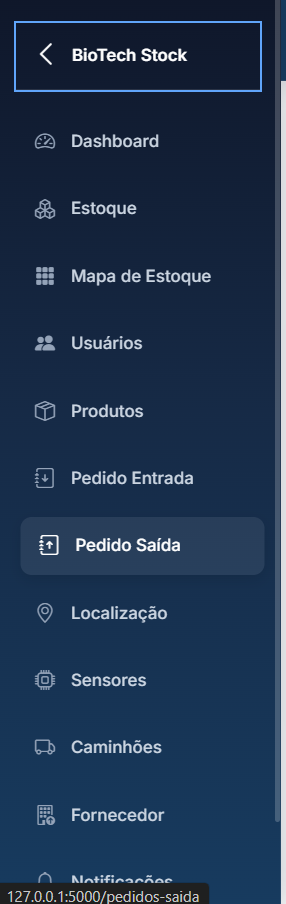 BioTech Stock
Dashboard
Estoque
Mapa de Estoque
Usuários
Produtos
Pedido Entrada
Pedido Saída
Localização
Sensores
Caminhões
Fornecedor
Notificações
127.0.0.1:5000/pedidos-saida